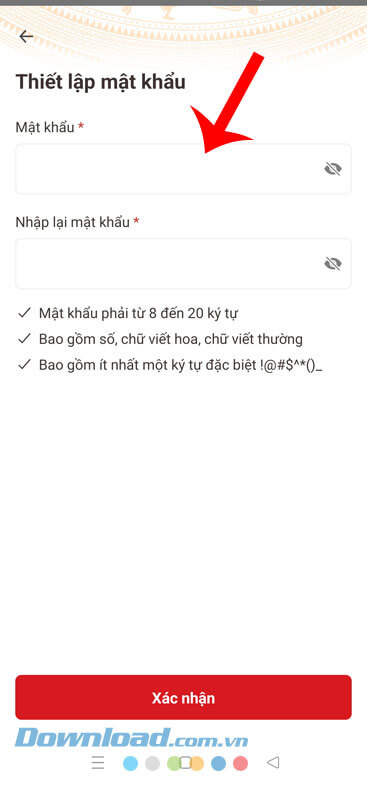 Thiết lập mật khẩu
Mật khẩu *
Nhập lại mật khẩu *
Mật khẩu phải từ 8 đến 20 ký tự
Bao gồm số, chữ viết hoa, chữ viết thường
Bao gồm ít nhất một ký tự đặc biệt !@#$^*()_
Xác nhận
Download.com.vn